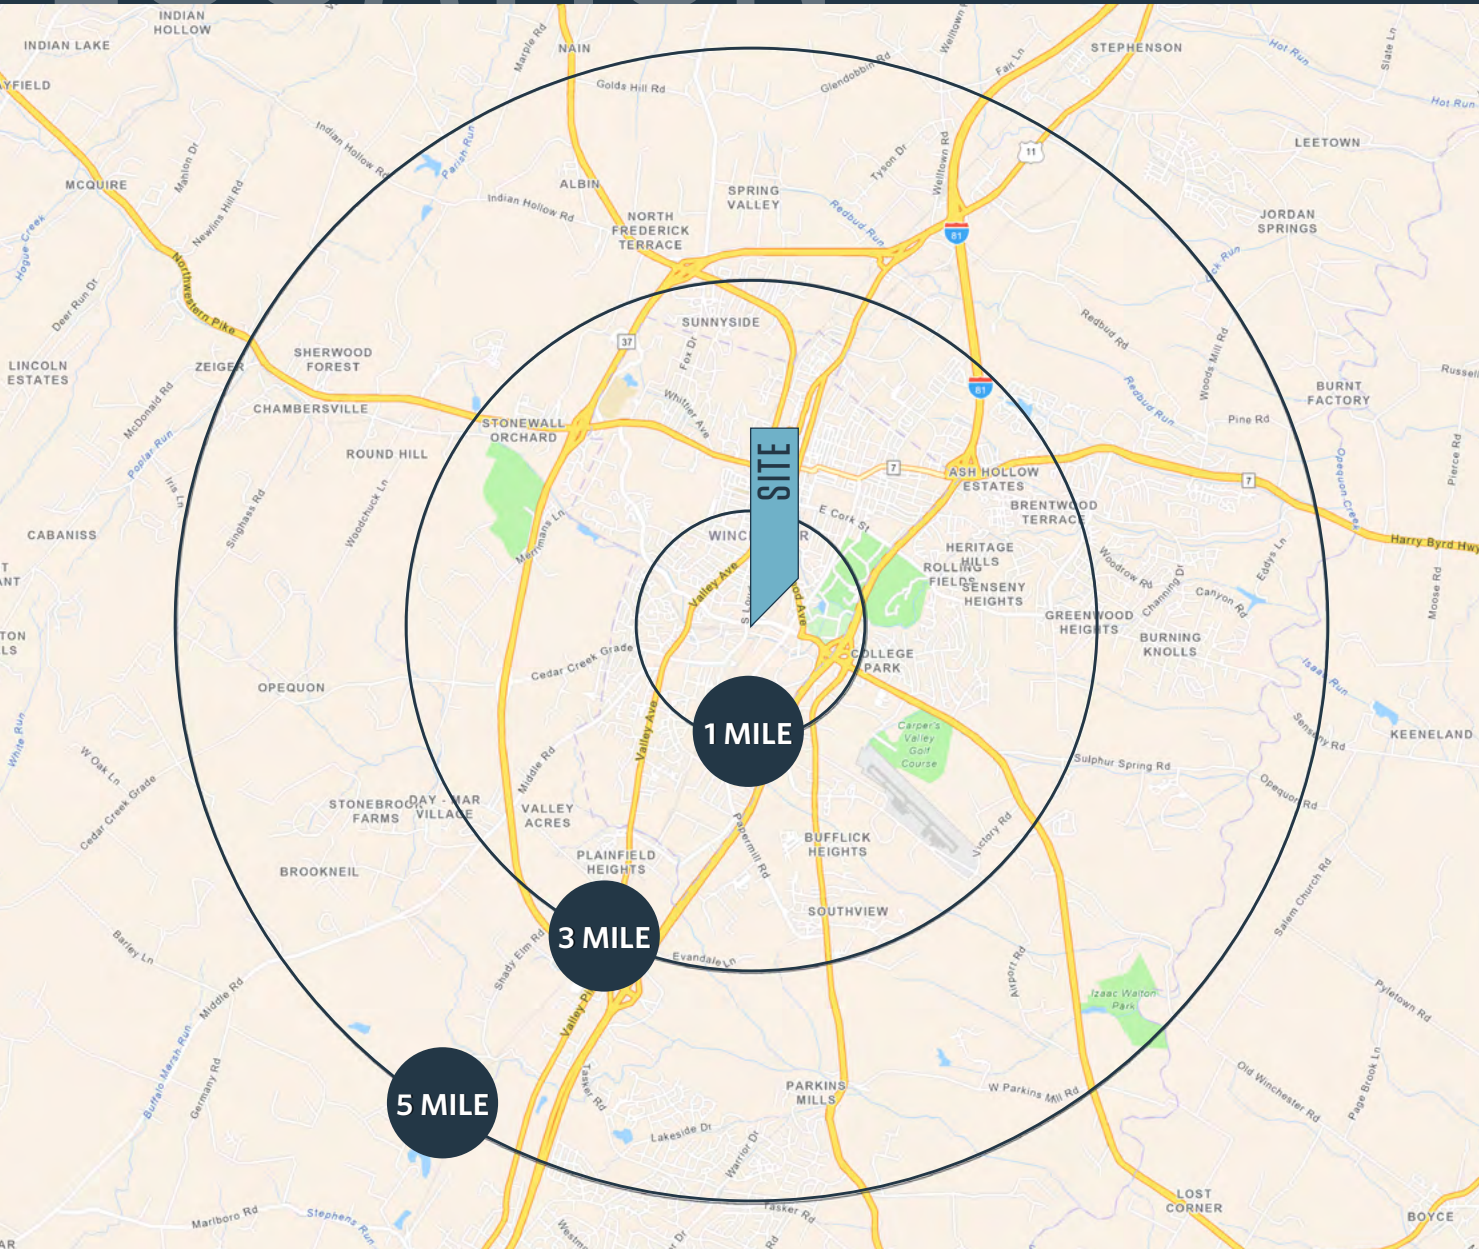 INDIAN
HOLLOW
INDIAN LAKE
Marple Rd
NAIN
Welltown
Fair Ln
STEPHENSON
Hot Run
Slate Ln
AYFIELD
Golds Hill Rd
Glendobbin Rd
Hot Run
Indian Hollow Rd
Parish Run
11
LEETOWN
MCQUIRE
Mahlon Dr
Newlins Hill Rd
ALBIN
Indian Hollow Rd
SPRING
VALLEY
Tyson Dr
Welltown Rd
Redbud Run
NORTH
FREDERICK
TERRACE
81
JORDAN
SPRINGS
Hogue Creek
Northwestern Pike
Deer Run Dr
SUNNYSIDE
37
Fox Dr
Redbud Rd
Woods Mill Rd
LINCOLN
ESTATES
ZEIGER
SHERWOOD
FOREST
CHAMBERSVILLE
McDonald Rd
Poplar Run
81
Redbud Run
BURNT
FACTORY
Russell
Pine Rd
STONEWALL
ORCHARD
Whittier Ave
ROUND HILL
Iris Ln
Singhass Rd
Woodchuck Ln
SITE
7
ASH HOLLOW
ESTATES
7
Opequon Creek
Pierce Rd
CABANISS
Merrimans Ln
E Cork St
BRENTWOOD
TERRACE
Harry Byrd Hwy
HERITAGE
HILLS
ROLLING
FIELDS
SENSENY
HEIGHTS
Woodrow Rd
Channing Dr
Eddys Ln
Canyon Rd
Moose Rd
Valley Ave
GREENWOOD
HEIGHTS
BURNING
KNOLLS
COLLEGE
PARK
Cedar Creek Grade
OPEQUON
Isaac Run
White Run
Valley Ave
1 MILE
Carper's
Valley
Golf
Course
Senseny Rd
KEENELAND
W Oak Ln
Cedar Creek Grade
Middle Rd
Sulphur Spring Rd
Opequon Rd
STONEBROOK
FARMS
DAY - MAR
VILLAGE
VALLEY
ACRES
Papermill Rd
BUFFLICK
HEIGHTS
Victory Rd
PLAINFIELD
HEIGHTS
BROOKNEIL
SOUTHVIEW
Salem Church Rd
3 MILE
Barley Ln
Shady Elm Rd
Evandale Ln
Airport Rd
Middle Rd
Izaac Walton
Park
Pyletown Rd
Buffalo Marsh Run
Germany Rd
5 MILE
Tasker Rd
PARKINS
MILLS
W Parkins Mill Rd
Old Winchester Rd
Page Brook Ln
Lakeside Dr
Warrior Dr
Marlboro Rd
Stephens Run
Tasker Rd
LOST
CORNER
BOYCE